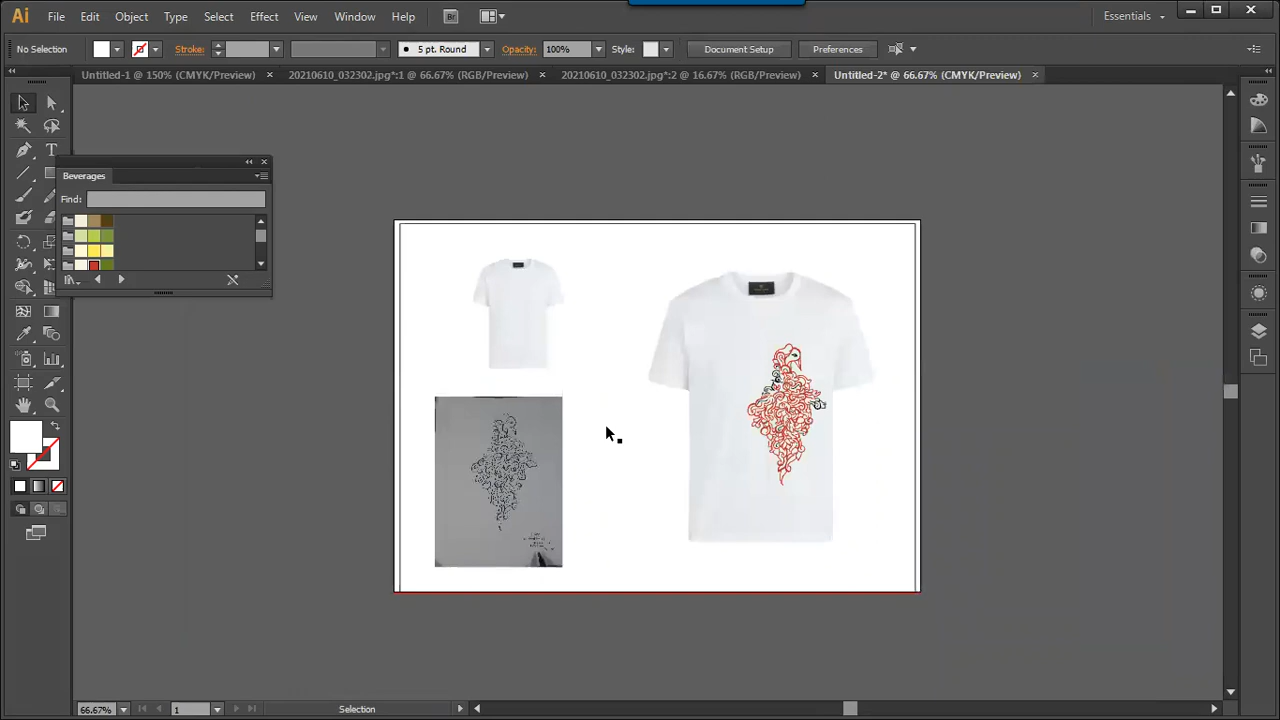 Ai File Edit Object Type Select Effect View Window Help Br Essentials
No Selection Stroke: 5 pt. Round Opacity: 100% Style: Document Setup Preferences
Untitled-1 @ 150% (CMYK/Preview) × 20210610_032302.jpg*:1 @ 66.67% (RGB/Preview) × 20210610_032302.jpg*:2 @ 16.67% (RGB/Preview) × Untitled-2* @ 66.67% (CMYK/Preview) ×
Beverages
Find:
66.67% 1 Selection